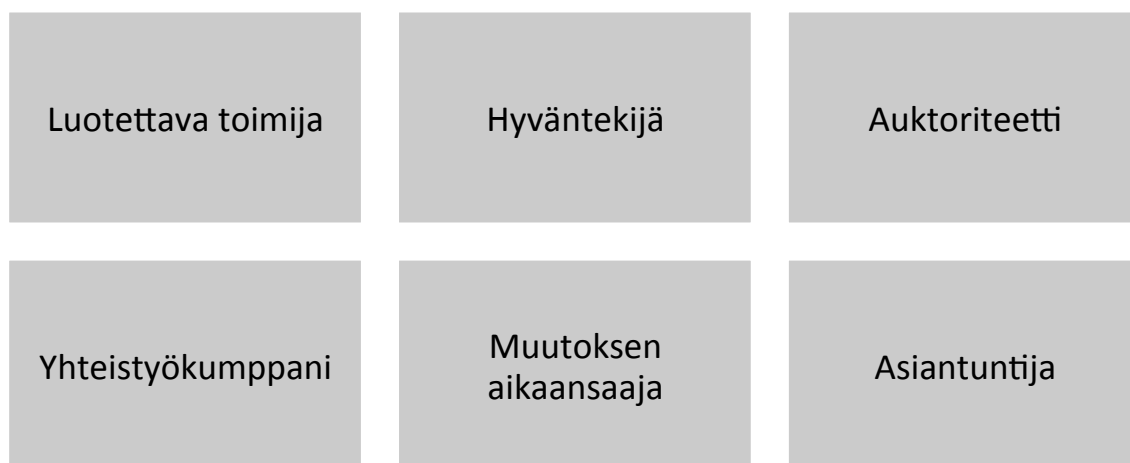 Luotettava toimija
Hyväntekijä
Auktoriteetti
Yhteistyökumppani
Muutoksen
aikaansaaja
Asiantuntija